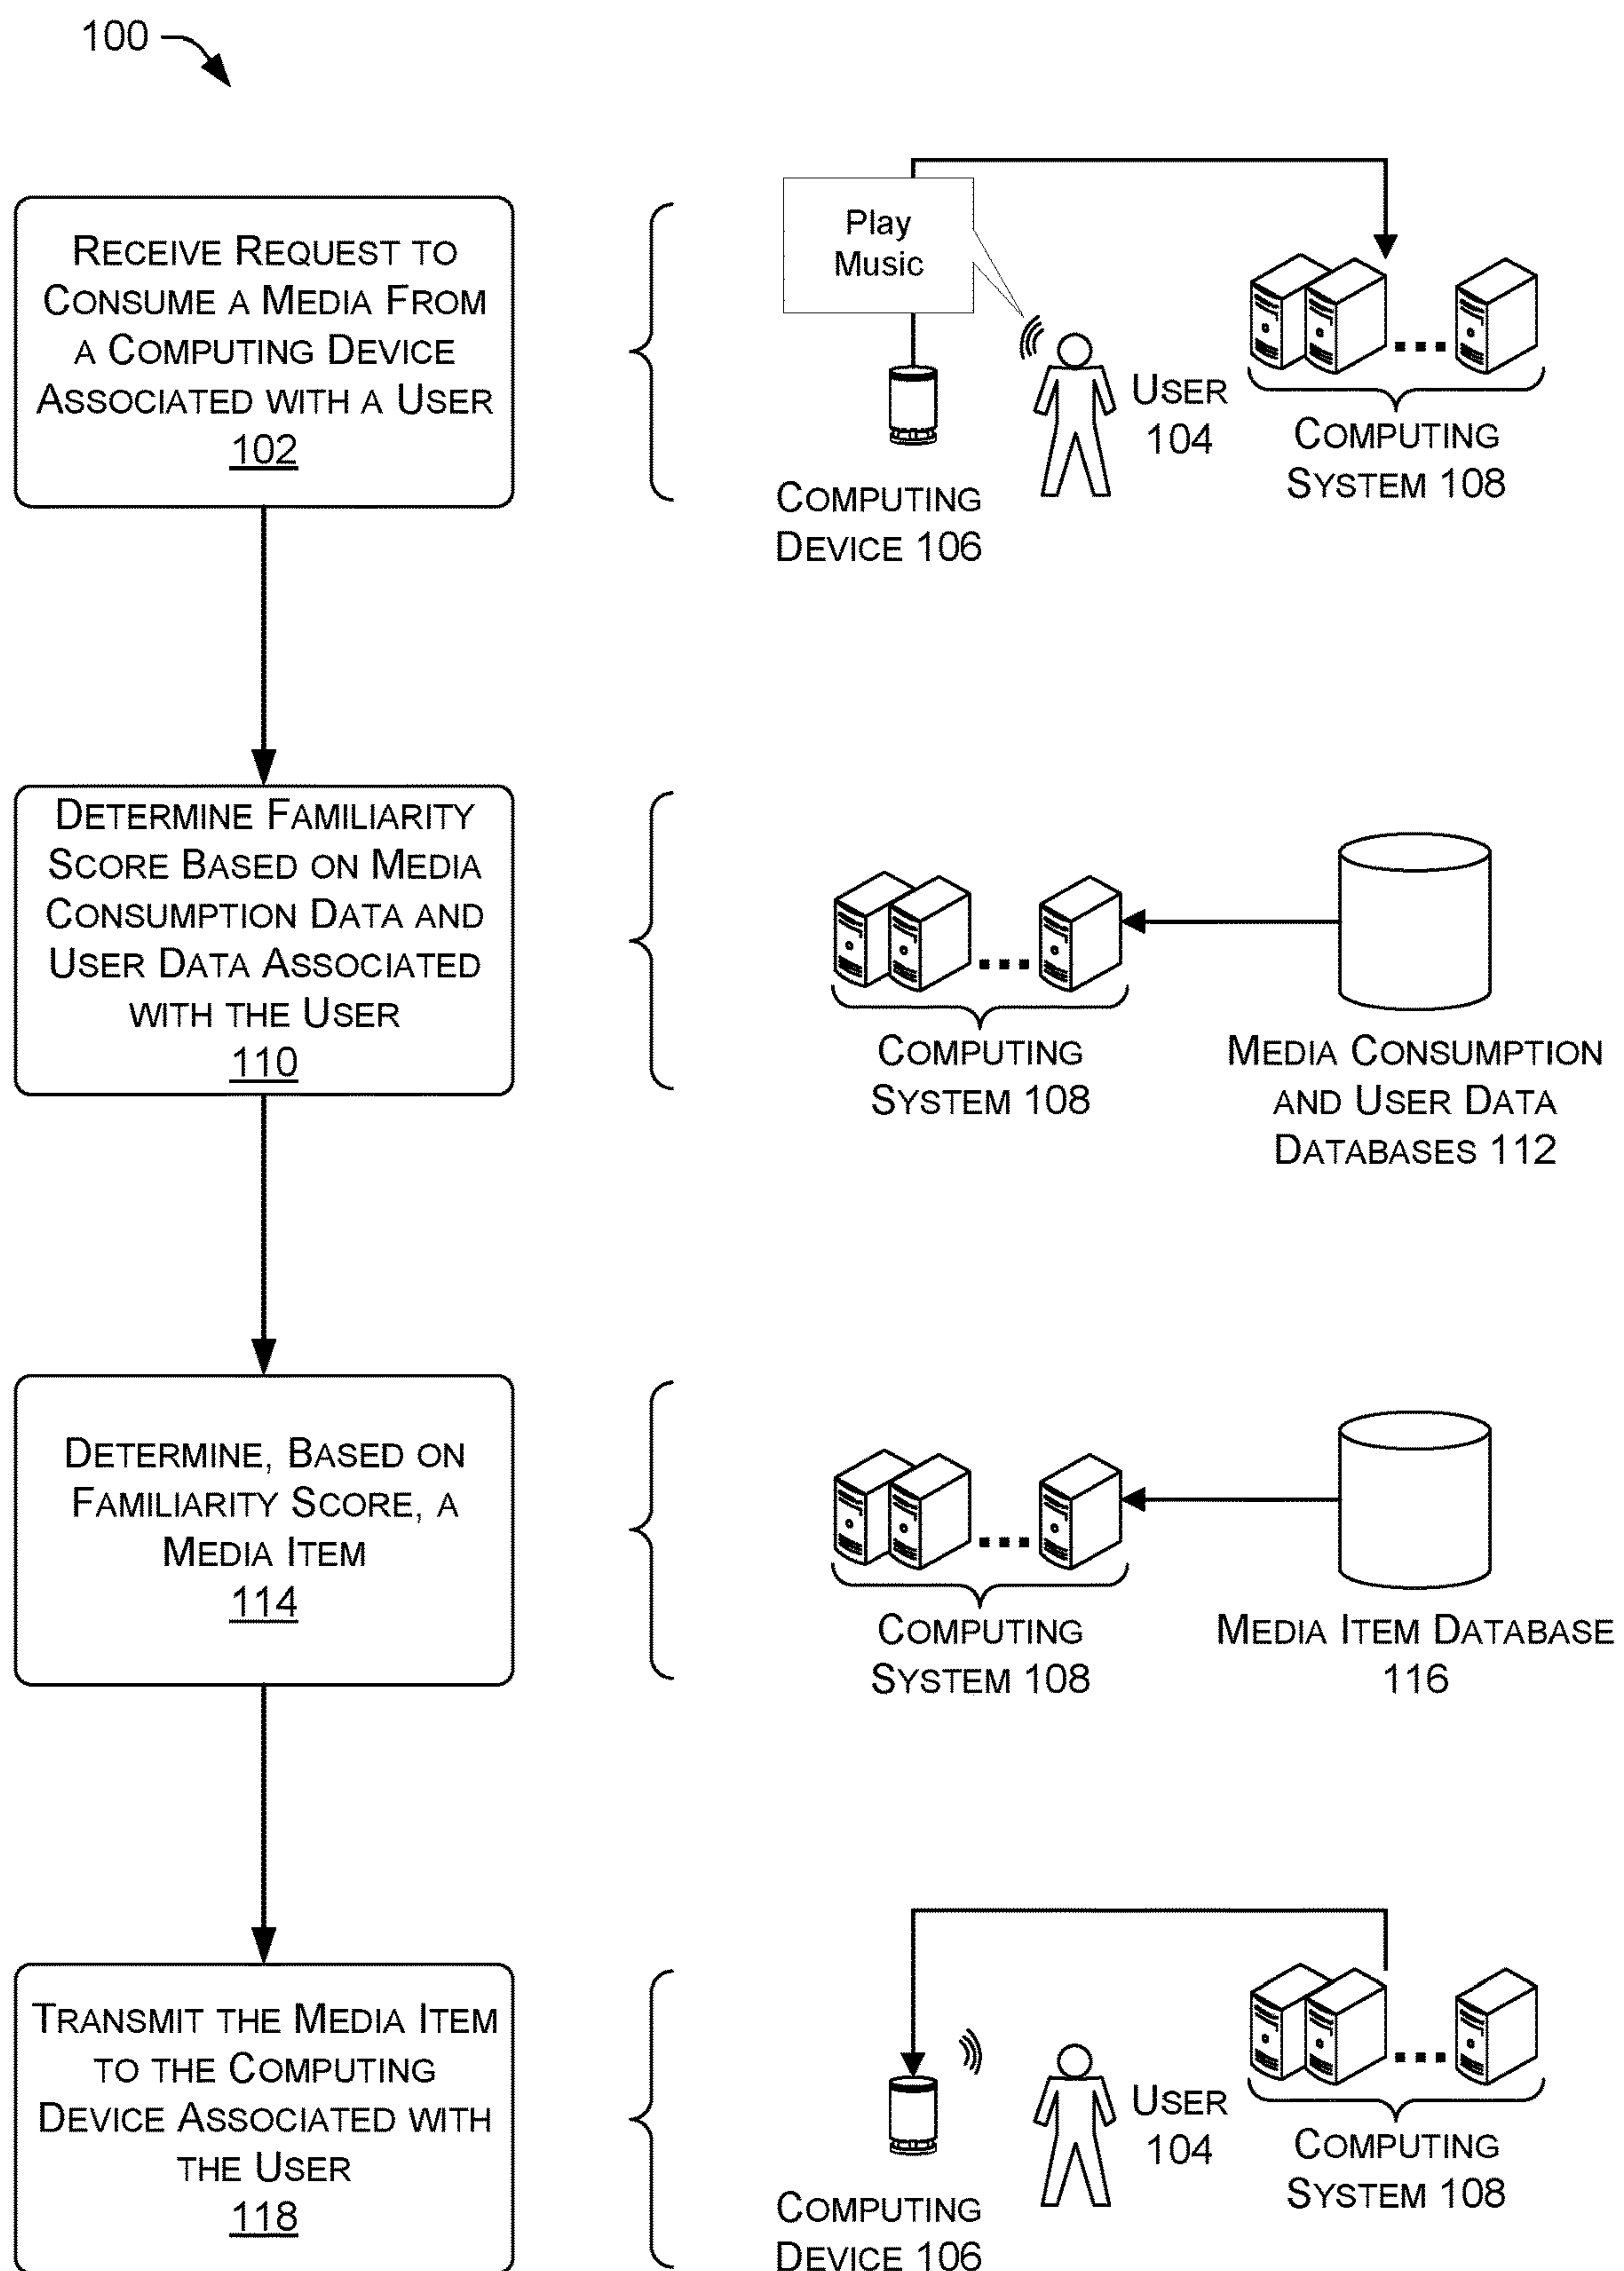 100
RECEIVE REQUEST TO
CONSUME A MEDIA FROM
A COMPUTING DEVICE
ASSOCIATED WITH A USER
102
Play
Music
USER
104
COMPUTING
DEVICE 106
COMPUTING
SYSTEM 108
DETERMINE FAMILIARITY
SCORE BASED ON MEDIA
CONSUMPTION DATA AND
USER DATA ASSOCIATED
WITH THE USER
110
COMPUTING
SYSTEM 108
MEDIA CONSUMPTION
AND USER DATA
DATABASES 112
DETERMINE, BASED ON
FAMILIARITY SCORE, A
MEDIA ITEM
114
COMPUTING
SYSTEM 108
MEDIA ITEM DATABASE
116
TRANSMIT THE MEDIA ITEM
TO THE COMPUTING
DEVICE ASSOCIATED WITH
THE USER
118
USER
104
COMPUTING
DEVICE 106
COMPUTING
SYSTEM 108